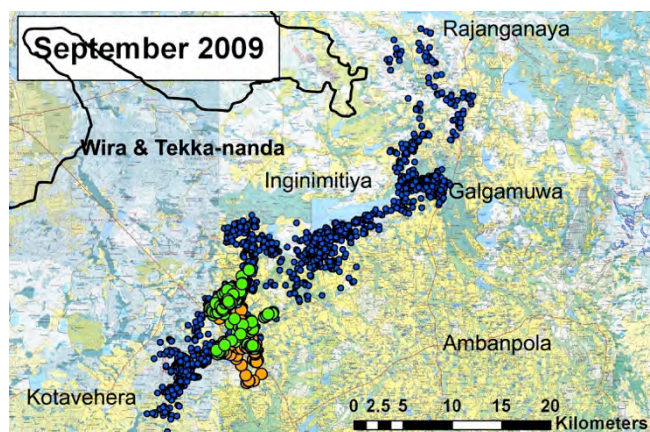 September 2009
Rajanganaya
Wira & Tekka-nanda
Inginimitiya
Galgamuwa
Ambanpola
Kotavehera
0 2.5 5 10 15 20
Kilometers